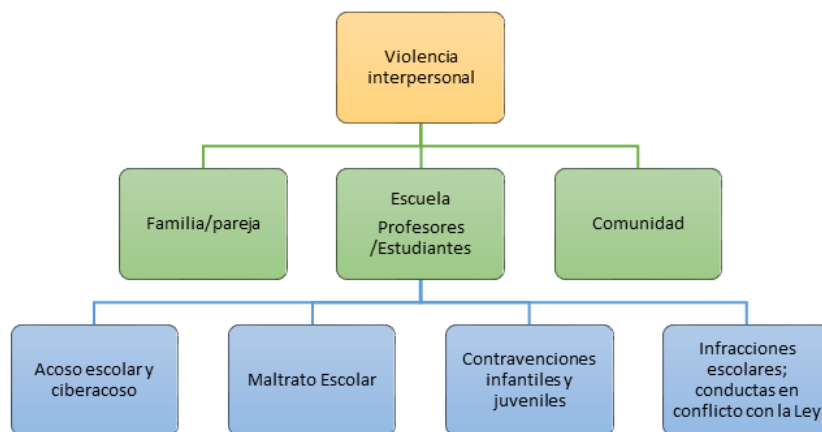 Violencia
interpersonal
Familia/pareja
Escuela
Profesores
/Estudiantes
Comunidad
Acoso escolar y
ciberacoso
Maltrato Escolar
Contravenciones
infantiles y
juveniles
Infracciones
escolares;
conductas en
conflicto con la Ley